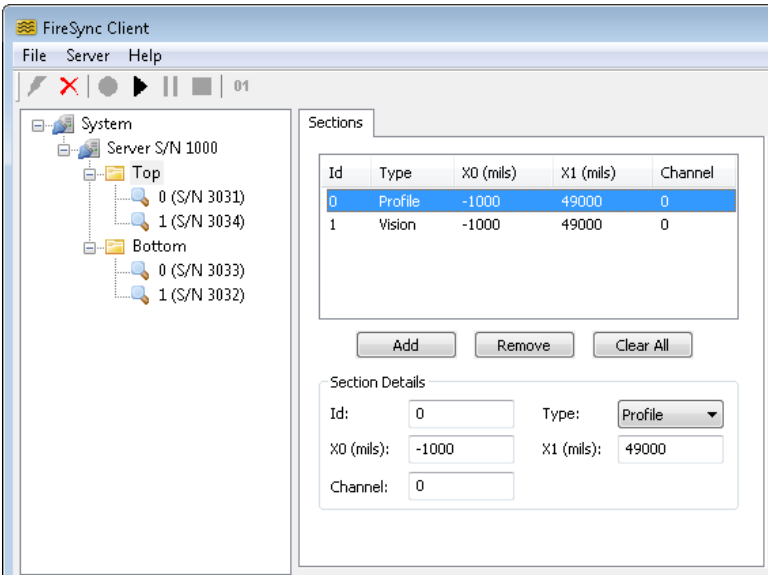 FireSync Client
File Server Help
01
System
Server S/N 1000
Top
0 (S/N 3031)
1 (S/N 3034)
Bottom
0 (S/N 3033)
1 (S/N 3032)
Sections
Id Type X0 (mils) X1 (mils) Channel
0 Profile -1000 49000 0
1 Vision -1000 49000 0
Add Remove Clear All
Section Details
Id: 0 Type: Profile
X0 (mils): -1000 X1 (mils): 49000
Channel: 0